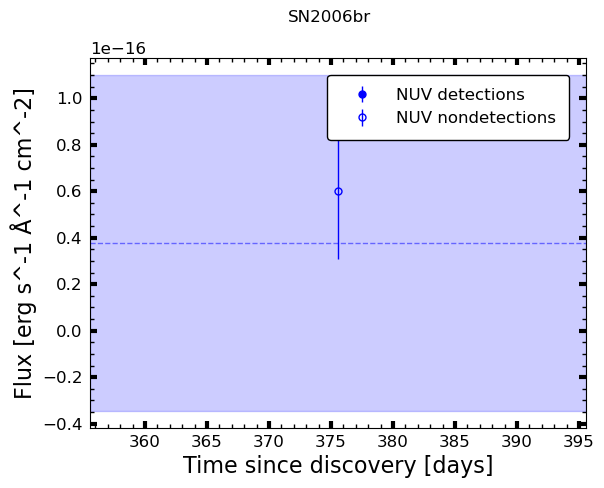 SN2006br
1e−16
NUV detections
NUV nondetections
1.0
0.8
0.6
0.4
0.2
0.0
−0.2
−0.4
Flux [erg s^-1 Å^-1 cm^-2]
360 365 370 375 380 385 390 395
Time since discovery [days]